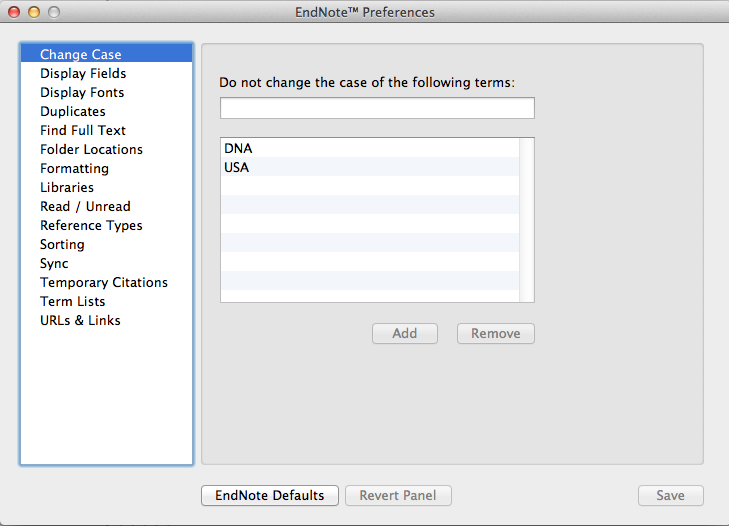 EndNote™ Preferences
Change Case
Display Fields
Display Fonts
Duplicates
Find Full Text
Folder Locations
Formatting
Libraries
Read / Unread
Reference Types
Sorting
Sync
Temporary Citations
Term Lists
URLs & Links
Do not change the case of the following terms:
DNA
USA
Add
Remove
EndNote Defaults
Revert Panel
Save